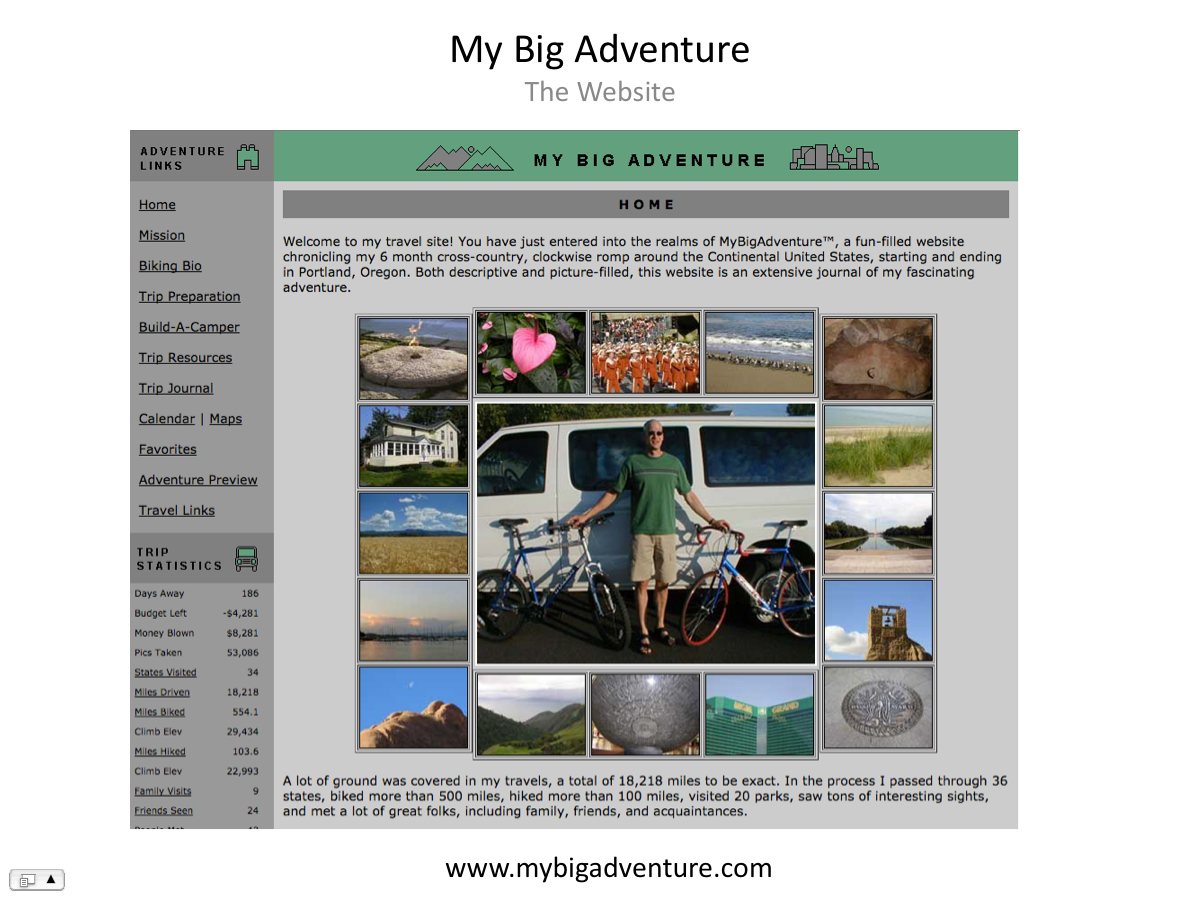 My Big Adventure
The Website
ADVENTURE
LINKS
MY BIG ADVENTURE
Home
Mission
Biking Bio
Trip Preparation
Build-A-Camper
Trip Resources
Trip Journal
Calendar | Maps
Favorites
Adventure Preview
Travel Links
TRIP
STATISTICS
Days Away 186
Budget Left -$4,281
Money Blown $8,281
Pics Taken 53,086
States Visited 34
Miles Driven 18,218
Miles Biked 554.1
Climb Elev 29,434
Miles Hiked 103.6
Climb Elev 22,993
Family Visits 9
Friends Seen 24
HOME
Welcome to my travel site! You have just entered into the realms of MyBigAdventure™, a fun-filled website
chronicling my 6 month cross-country, clockwise romp around the Continental United States, starting and ending
in Portland, Oregon. Both descriptive and picture-filled, this website is an extensive journal of my fascinating
adventure.
MGM GRAND
A lot of ground was covered in my travels, a total of 18,218 miles to be exact. In the process I passed through 36
states, biked more than 500 miles, hiked more than 100 miles, visited 20 parks, saw tons of interesting sights,
and met a lot of great folks, including family, friends, and acquaintances.
www.mybigadventure.com